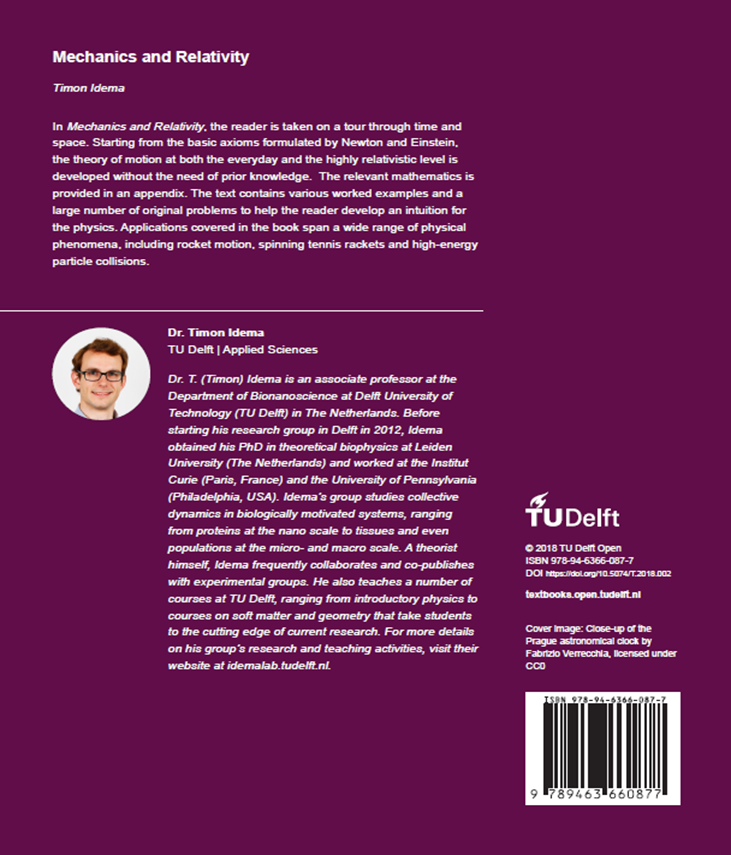 Mechanics and Relativity
Timon Idema
In Mechanics and Relativity, the reader is taken on a tour through time and
space. Starting from the basic axioms formulated by Newton and Einstein,
the theory of motion at both the everyday and the highly relativistic level is
developed without the need of prior knowledge.  The relevant mathematics is
provided in an appendix. The text contains various worked examples and a
large number of original problems to help the reader develop an intuition for
the physics. Applications covered in the book span a wide range of physical
phenomena, including rocket motion, spinning tennis rackets and high-energy
particle collisions.
Dr. Timon Idema
TU Delft | Applied Sciences
Dr. T. (Timon) Idema is an associate professor at the
Department of Bionanoscience at Delft University of
Technology (TU Delft) in The Netherlands. Before
starting his research group in Delft in 2012, Idema
obtained his PhD in theoretical biophysics at Leiden
University (The Netherlands) and worked at the Institut
Curie (Paris, France) and the University of Pennsylvania
(Philadelphia, USA). Idema's group studies collective
dynamics in biologically motivated systems, ranging
from proteins at the nano scale to tissues and even
populations at the micro- and macro scale. A theorist
himself, Idema frequently collaborates and co-publishes
with experimental groups. He also teaches a number of
courses at TU Delft, ranging from introductory physics to
courses on soft matter and geometry that take students
to the cutting edge of current research. For more details
on his group's research and teaching activities, visit their
website at idemalab.tudelft.nl.
TU Delft
© 2018 TU Delft Open
ISBN 978-94-6366-087-7
DOI https://doi.org/10.5074/T.2018.002
textbooks.open.tudelft.nl
Cover image: Close-up of the
Prague astronomical clock by
Fabrizio Verrecchia, licensed under
CC0
ISBN 978-94-6366-087-7
9 789463 660877